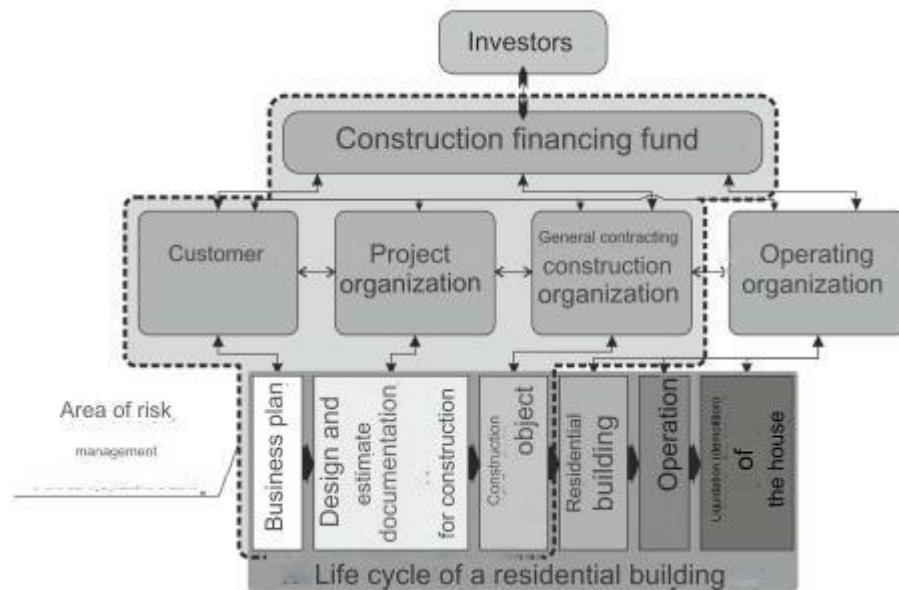 Investors
Construction financing fund
Customer
Project
organization
General contracting
construction
organization
Operating
organization
Area of risk
management
Business plan
Design and
estimate
documentation
for construction
Construction
object
Residential
building
Operation
Liquidation (demolition)
of
the house
Life cycle of a residential building